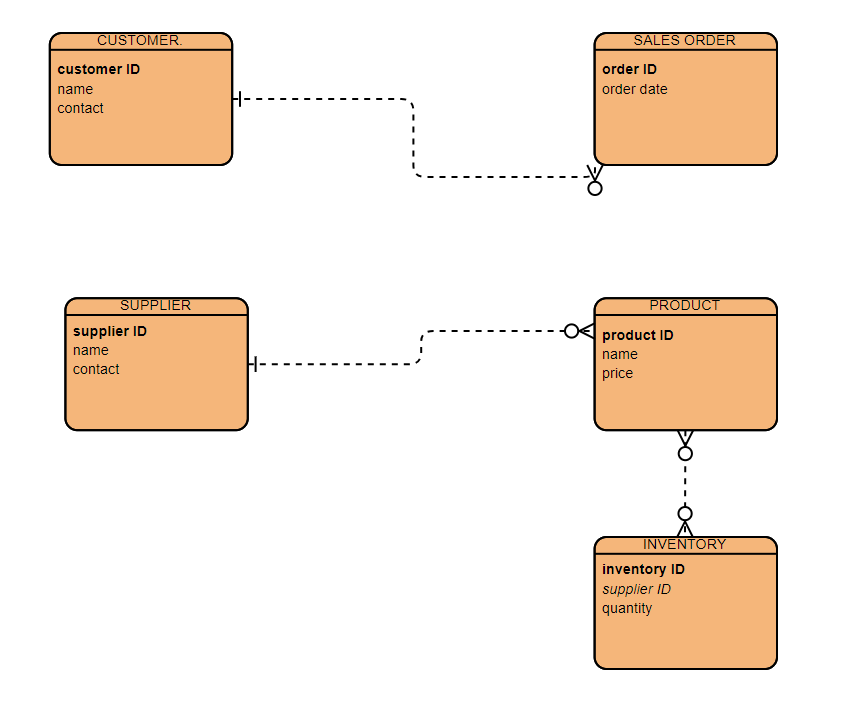 CUSTOMER.
customer ID
name
contact
SALES ORDER
order ID
order date
SUPPLIER
supplier ID
name
contact
PRODUCT
product ID
name
price
INVENTORY
inventory ID
supplier ID
quantity